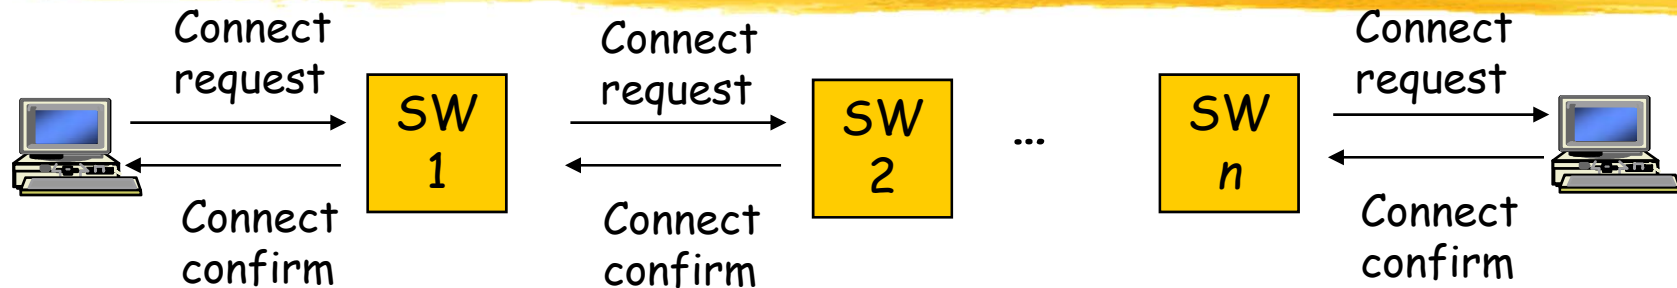 Connect
request
Connect
request
Connect
request
SW
1
SW
2
...
SW
n
Connect
confirm
Connect
confirm
Connect
confirm